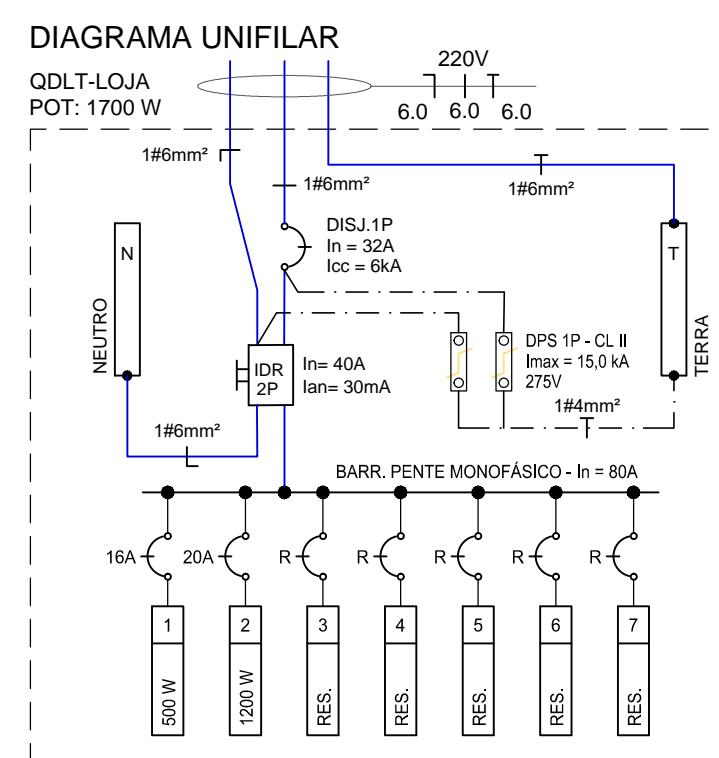 DIAGRAMA UNIFILAR
QDLT-LOJA
POT: 1700 W
220V
6.0 6.0 6.0
1#6mm²
1#6mm²
1#6mm²
DISJ.1P
In = 32A
Icc = 6kA
N
NEUTRO
T
TERRA
IDR
2P
In= 40A
Ian= 30mA
DPS 1P - CL II
Imax = 15,0 kA
275V
1#4mm²
1#6mm²
BARR. PENTE MONOFÁSICO - In = 80A
16A 20A R R R R R
1 2 3 4 5 6 7
500 W 1200 W RES. RES. RES. RES. RES.